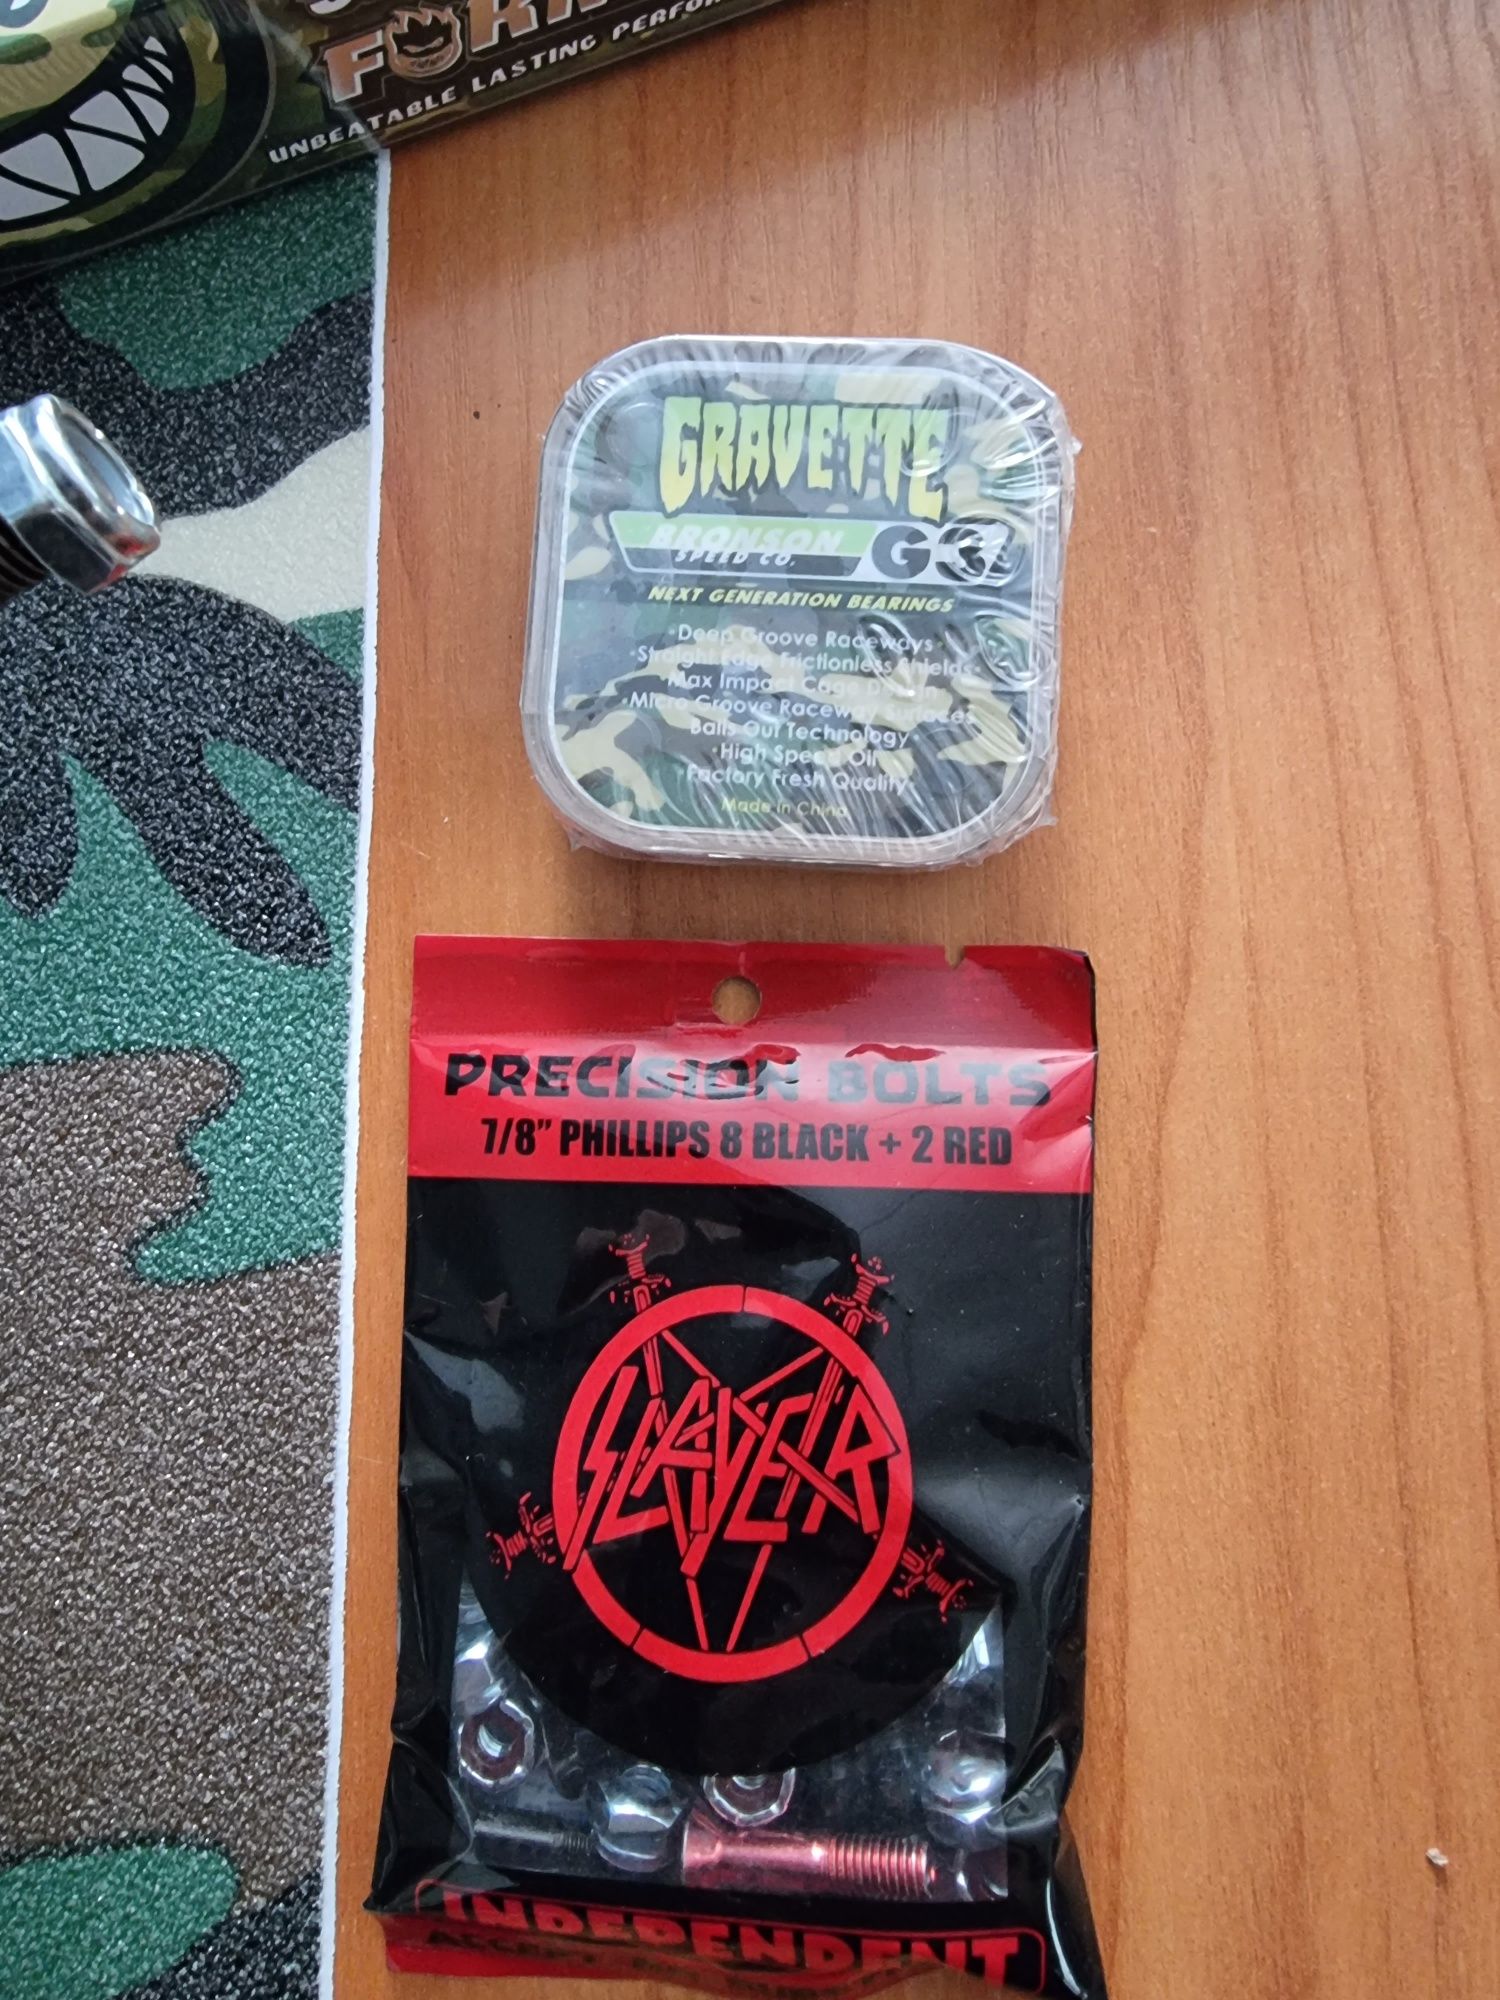 UNBEATABLE LASTING
GRAVETTE
BRONSON G3
SPEED CO.
NEXT GENERATION BEARINGS
•Deep Groove Raceways•
•Straight Edge Frictionless Shields•
Max Impact Cage Design
•Micro Groove Raceway Surfaces
Balls Out Technology•
•High Speed Oil
Factory Fresh Quality•
Made in China
PRECISION BOLTS
7/8" PHILLIPS 8 BLACK + 2 RED
SLAYER
INDEPENDENT